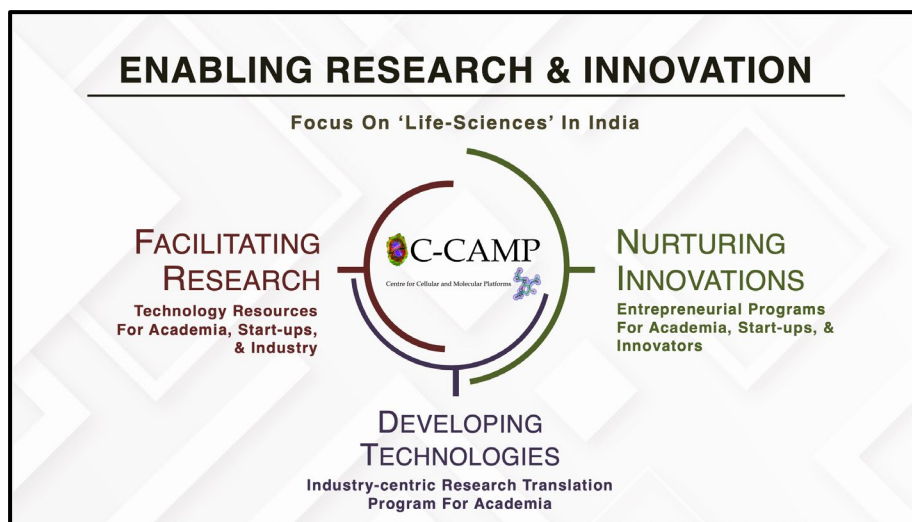 ENABLING RESEARCH & INNOVATION
Focus On ‘Life-Sciences’ In India
C-CAMP
Centre for Cellular and Molecular Platforms
FACILITATING
RESEARCH
Technology Resources
For Academia, Start-ups,
& Industry
NURTURING
INNOVATIONS
Entrepreneurial Programs
For Academia, Start-ups, &
Innovators
DEVELOPING
TECHNOLOGIES
Industry-centric Research Translation
Program For Academia